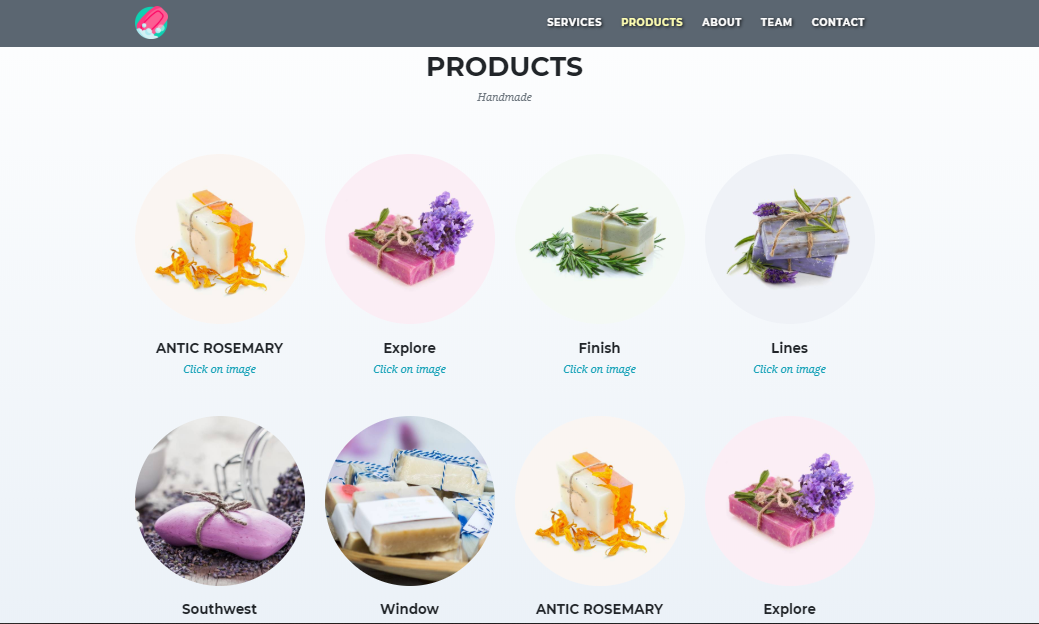 SERVICES PRODUCTS ABOUT TEAM CONTACT
PRODUCTS
Handmade
ANTIC ROSEMARY Explore Finish Lines
Click on image Click on image Click on image Click on image
Southwest Window ANTIC ROSEMARY Explore